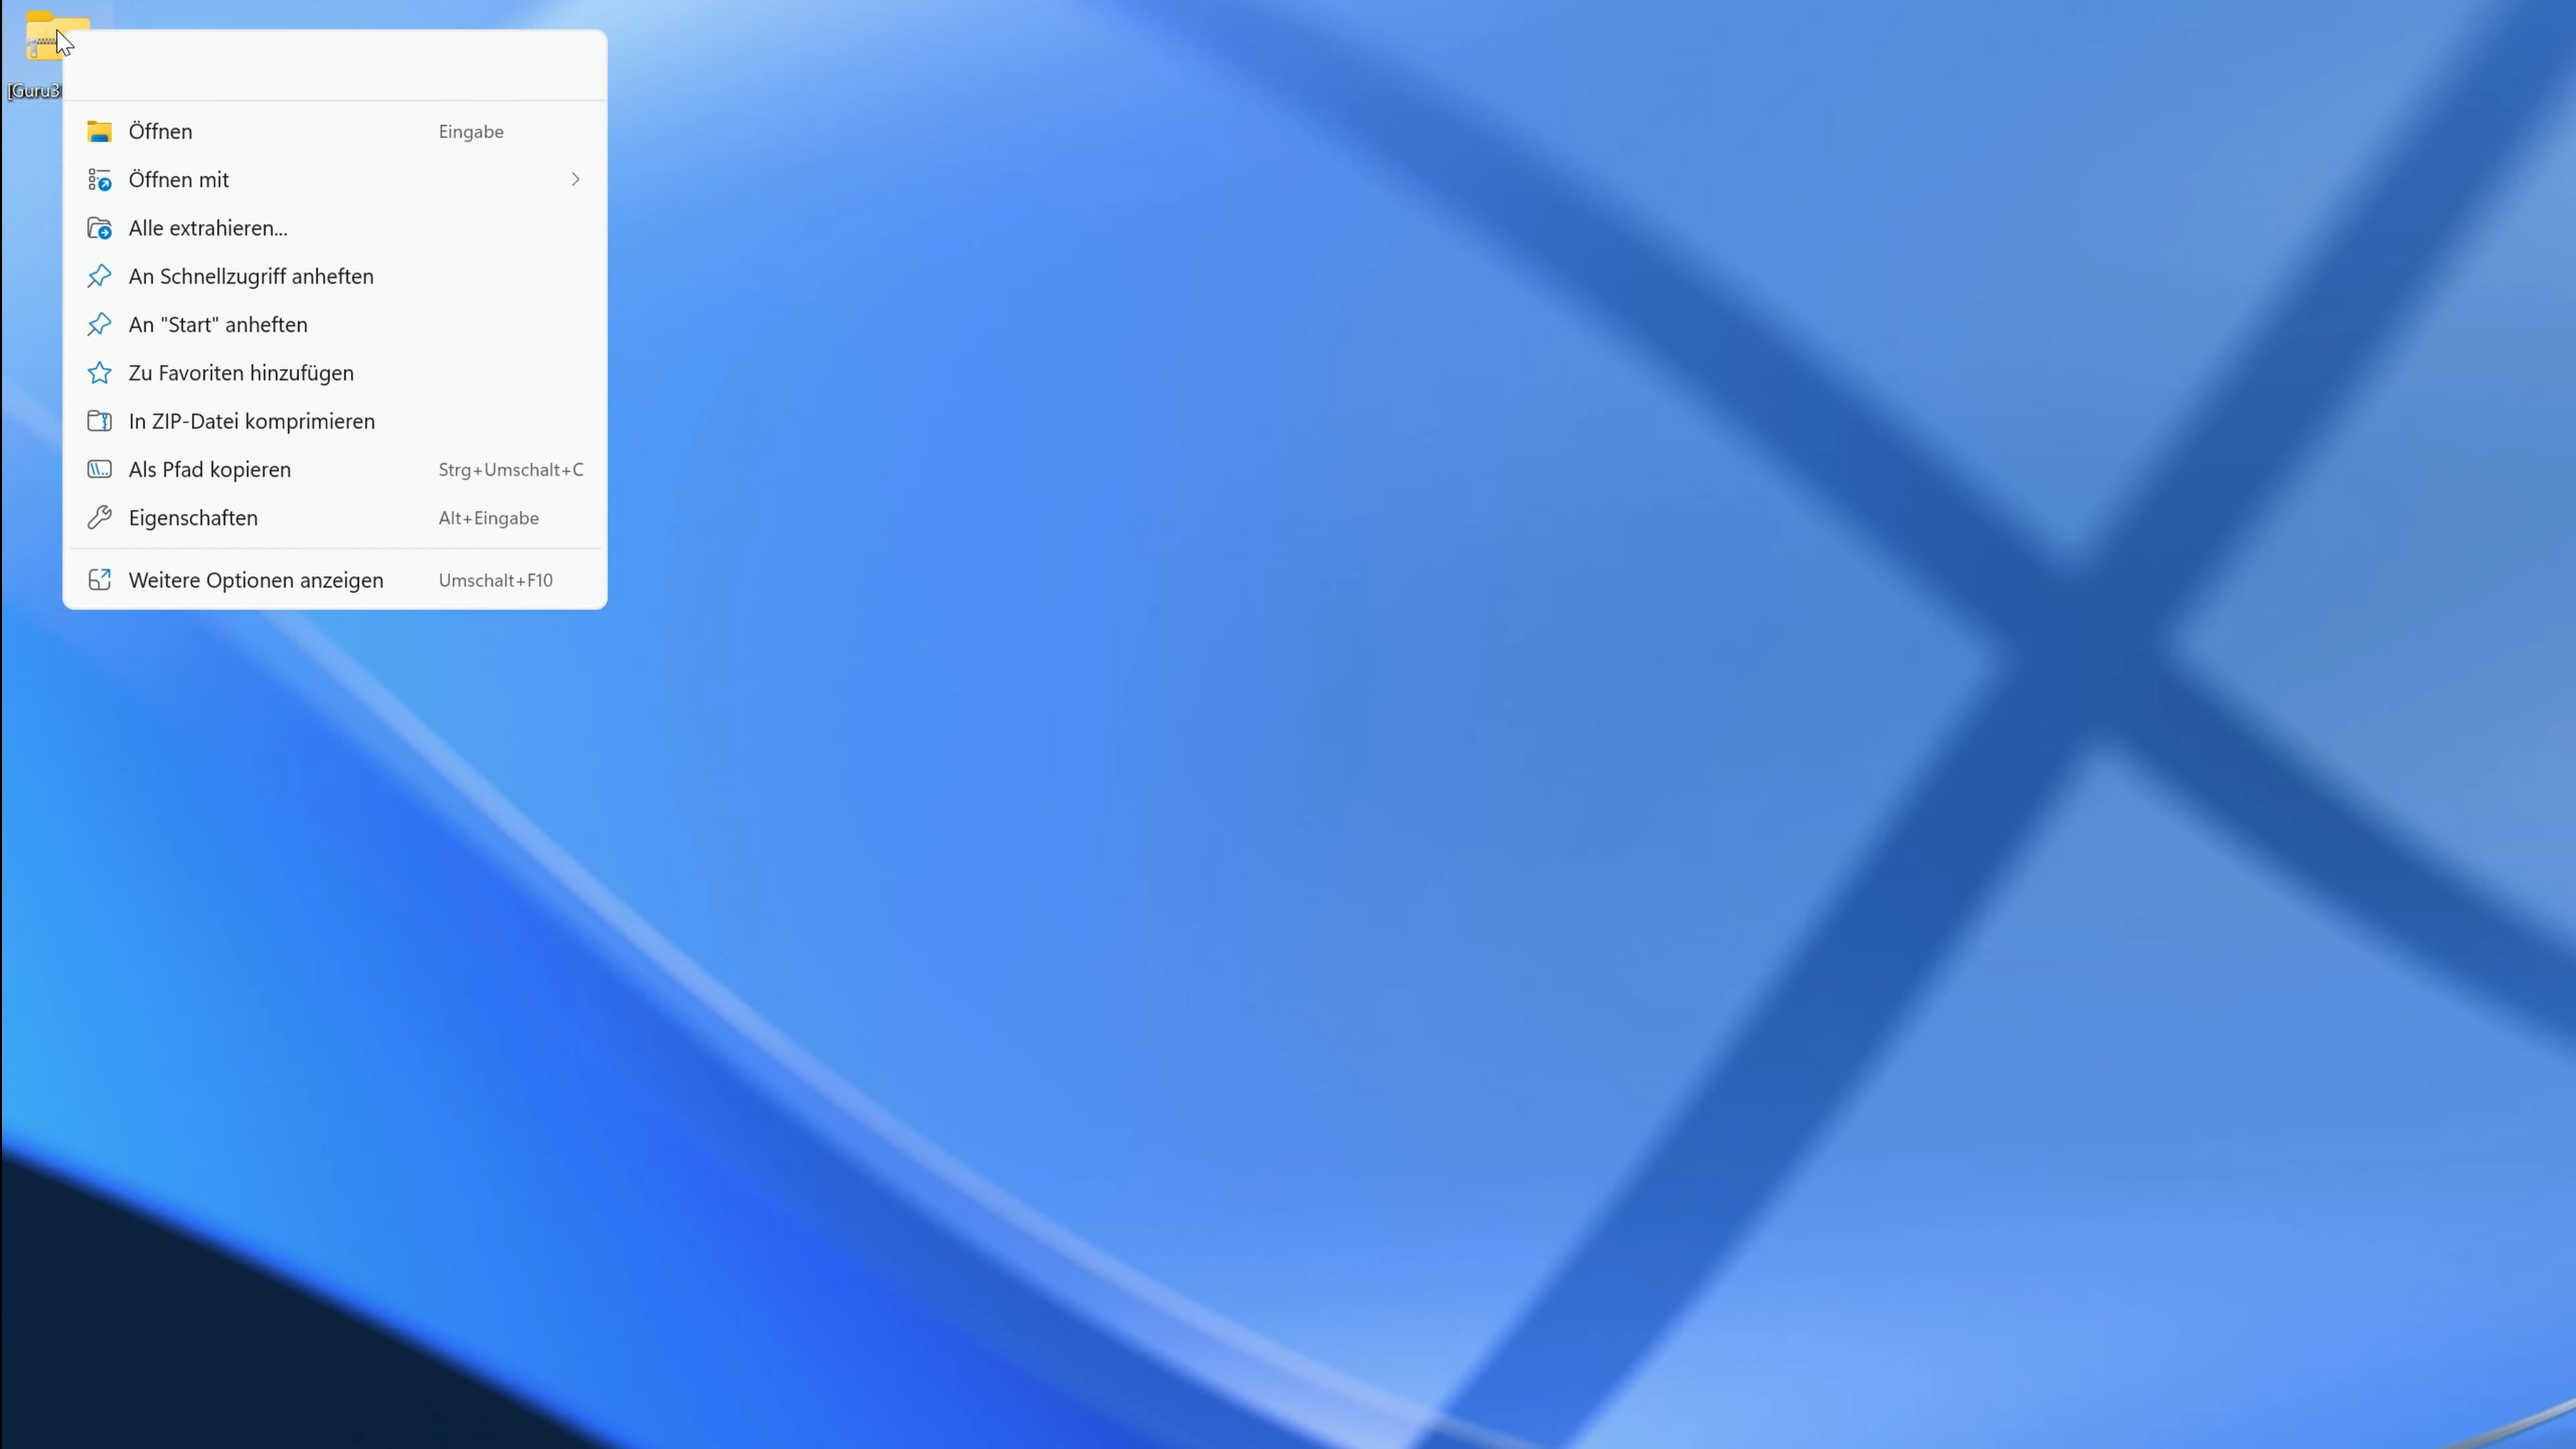 [Guru3
Öffnen Eingabe
Öffnen mit
Alle extrahieren...
An Schnellzugriff anheften
An "Start" anheften
Zu Favoriten hinzufügen
In ZIP-Datei komprimieren
Als Pfad kopieren Strg+Umschalt+C
Eigenschaften Alt+Eingabe
Weitere Optionen anzeigen Umschalt+F10